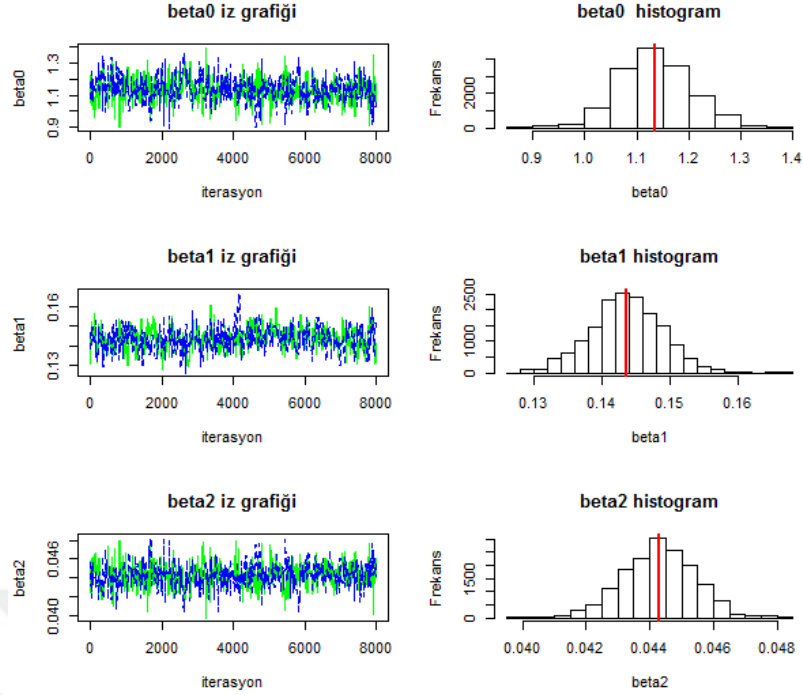 beta0 iz grafiği
beta0
0.9 1.1 1.3
0 2000 4000 6000 8000
iterasyon
beta0 histogram
Frekans
0 2000
0.9 1.0 1.1 1.2 1.3 1.4
beta0
beta1 iz grafiği
beta1
0.13 0.16
0 2000 4000 6000 8000
iterasyon
beta1 histogram
Frekans
0 1000 2500
0.13 0.14 0.15 0.16
beta1
beta2 iz grafiği
beta2
0.040 0.046
0 2000 4000 6000 8000
iterasyon
beta2 histogram
Frekans
0 1500
0.040 0.042 0.044 0.046 0.048
beta2